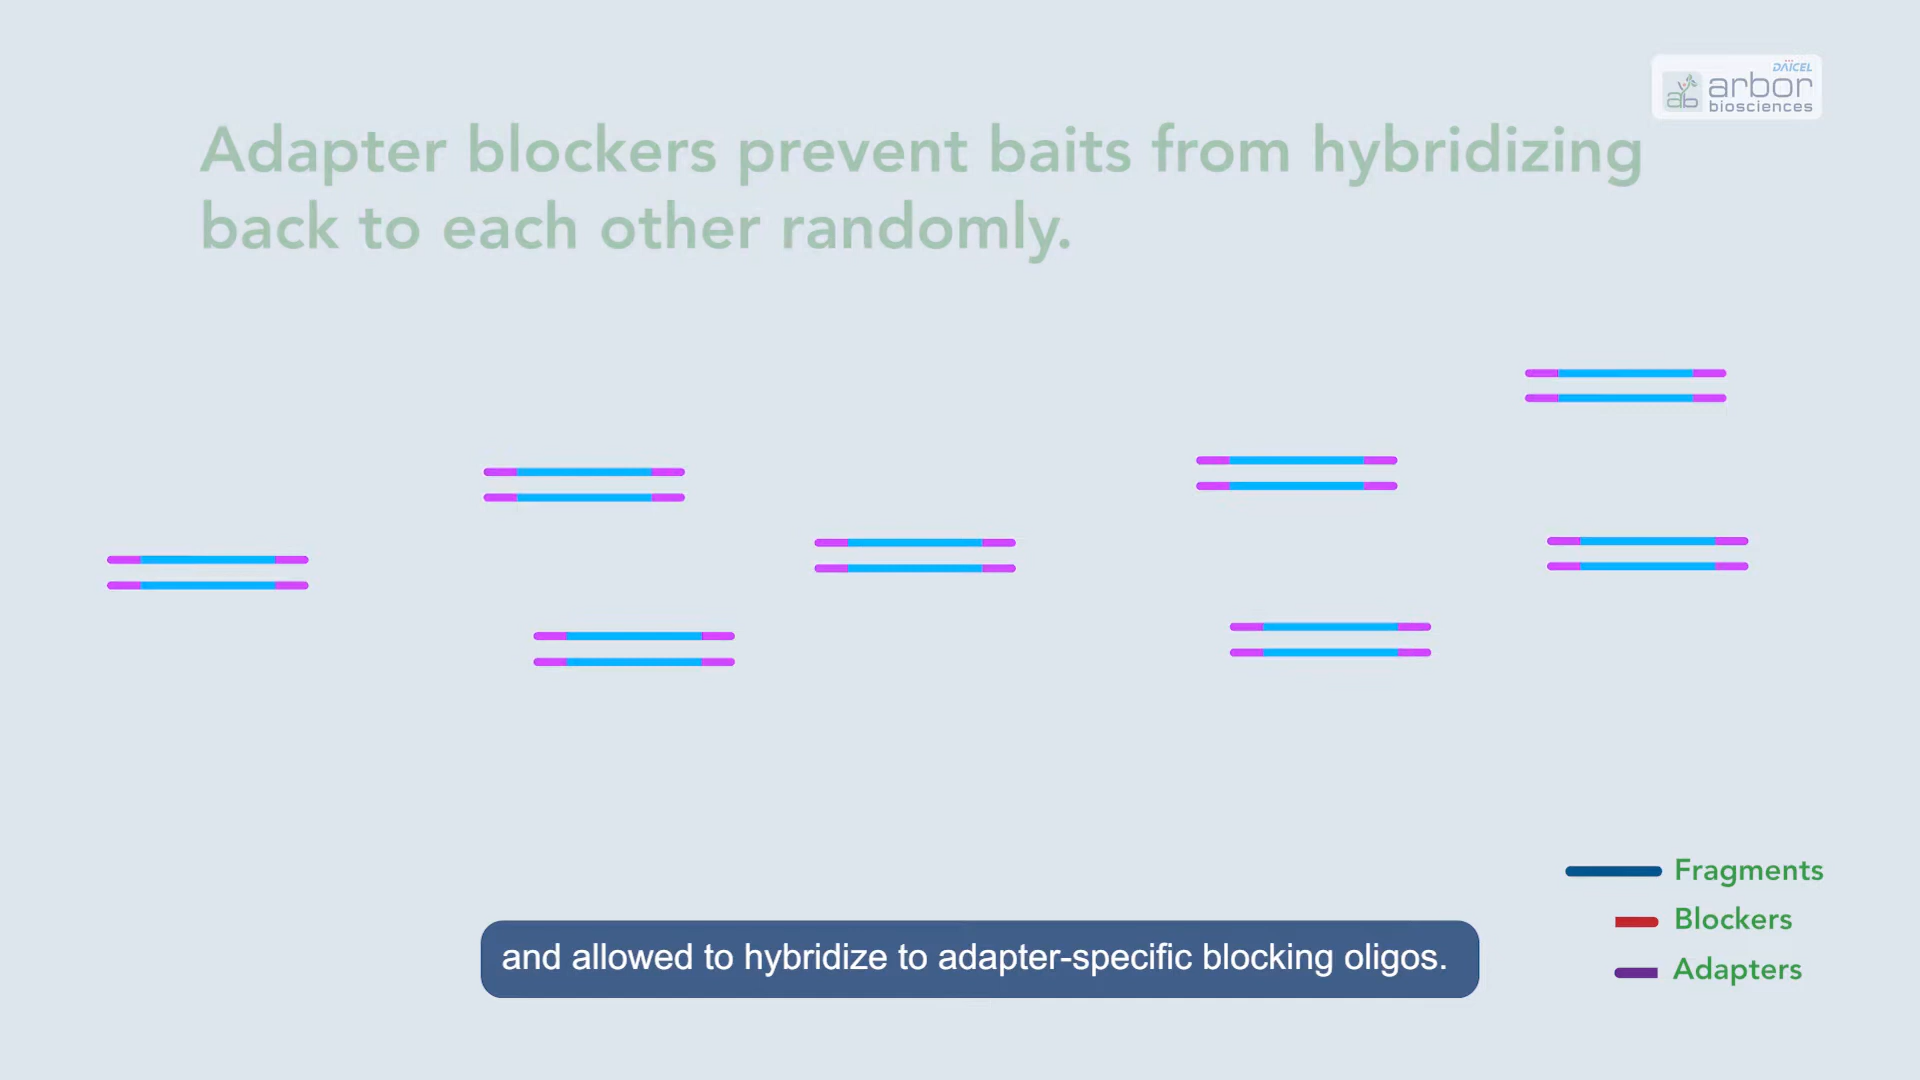 DAICEL
arbor
biosciences
ab
Adapter blockers prevent baits from hybridizing
back to each other randomly.
Fragments
Blockers
Adapters
and allowed to hybridize to adapter-specific blocking oligos.